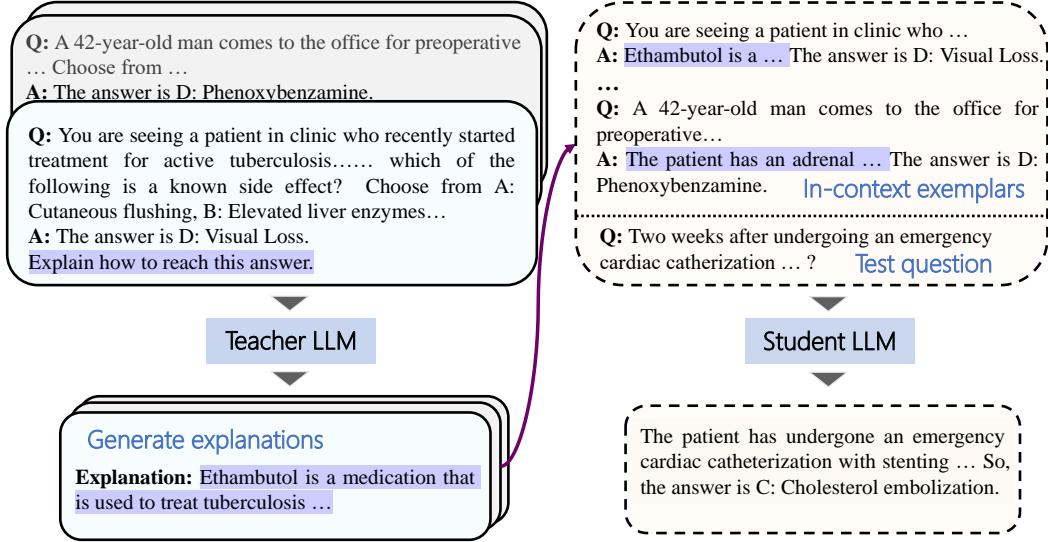 Q: A 42-year-old man comes to the office for preoperative
… Choose from …
A: The answer is D: Phenoxybenzamine.
Q: You are seeing a patient in clinic who recently started
treatment for active tuberculosis…… which of the
following is a known side effect? Choose from A:
Cutaneous flushing, B: Elevated liver enzymes…
A: The answer is D: Visual Loss.
Explain how to reach this answer.
Teacher LLM
Generate explanations
Explanation: Ethambutol is a medication that
is used to treat tuberculosis …
Q: You are seeing a patient in clinic who …
A: Ethambutol is a … The answer is D: Visual Loss.
…
Q: A 42-year-old man comes to the office for
preoperative…
A: The patient has an adrenal … The answer is D:
Phenoxybenzamine.
In-context exemplars
Q: Two weeks after undergoing an emergency
cardiac catherization … ?
Test question
Student LLM
The patient has undergone an emergency
cardiac catheterization with stenting … So,
the answer is C: Cholesterol embolization.